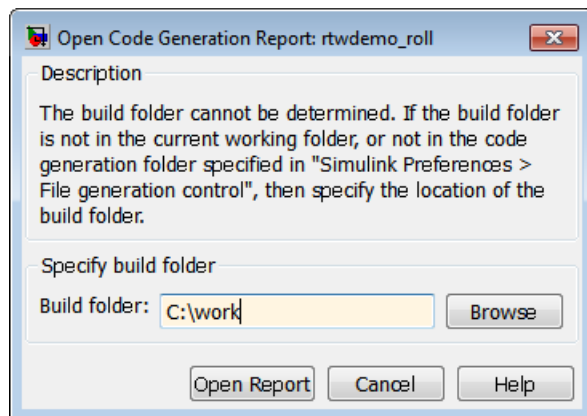 Open Code Generation Report: rtwdemo_roll
Description
The build folder cannot be determined. If the build folder
is not in the current working folder, or not in the code
generation folder specified in "Simulink Preferences >
File generation control", then specify the location of the
build folder.
Specify build folder
Build folder: C:\work Browse
Open Report Cancel Help